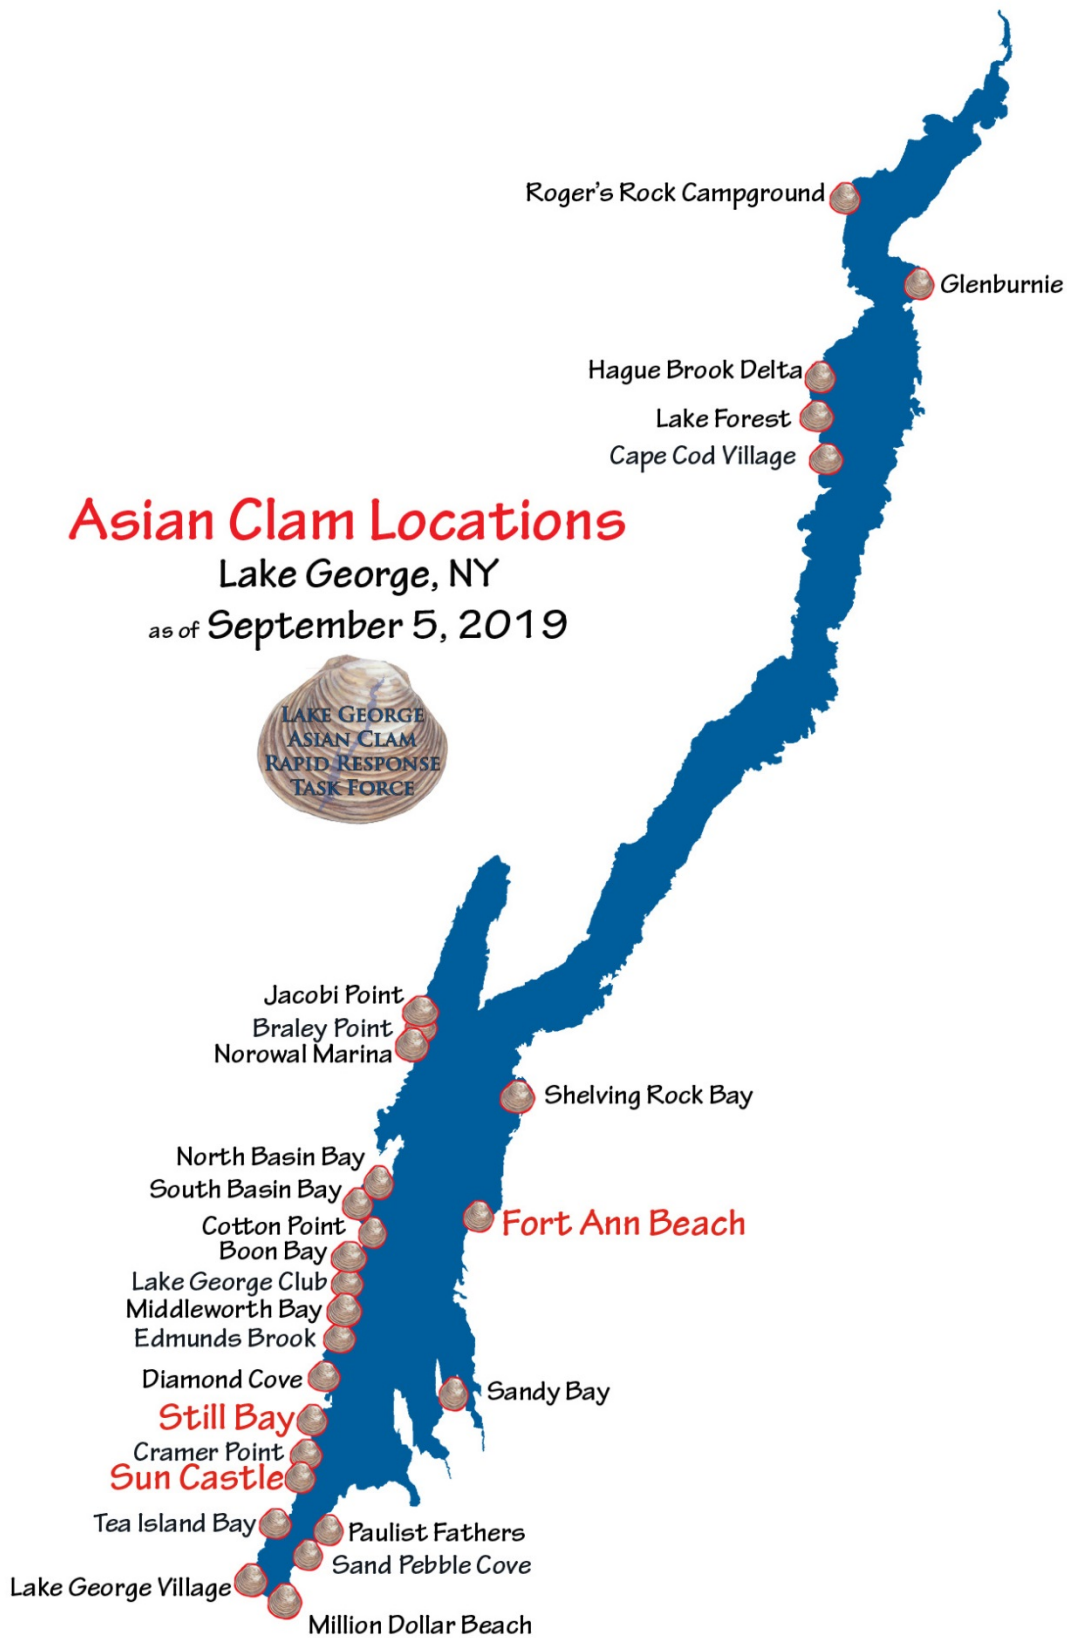 Roger's Rock Campground
Glenburnie
Hague Brook Delta
Lake Forest
Cape Cod Village
Asian Clam Locations
Lake George, NY
as of September 5, 2019
LAKE GEORGE
ASIAN CLAM
RAPID RESPONSE
TASK FORCE
Jacobi Point
Braley Point
Norowal Marina
Shelving Rock Bay
North Basin Bay
South Basin Bay
Cotton Point
Fort Ann Beach
Boon Bay
Lake George Club
Middleworth Bay
Edmunds Brook
Diamond Cove
Sandy Bay
Still Bay
Cramer Point
Sun Castle
Tea Island Bay
Paulist Fathers
Sand Pebble Cove
Lake George Village
Million Dollar Beach